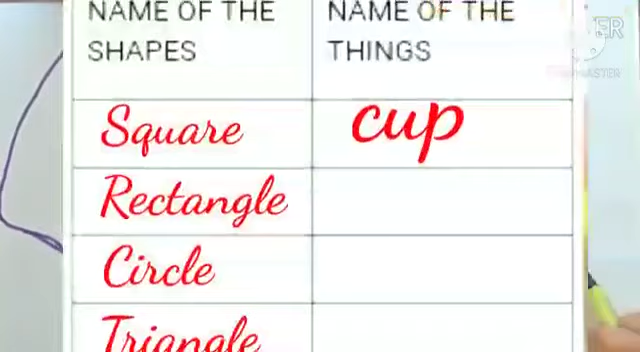 NAME OF THE SHAPES
NAME OF THE THINGS
Square
cup
Rectangle
Circle
Triangle